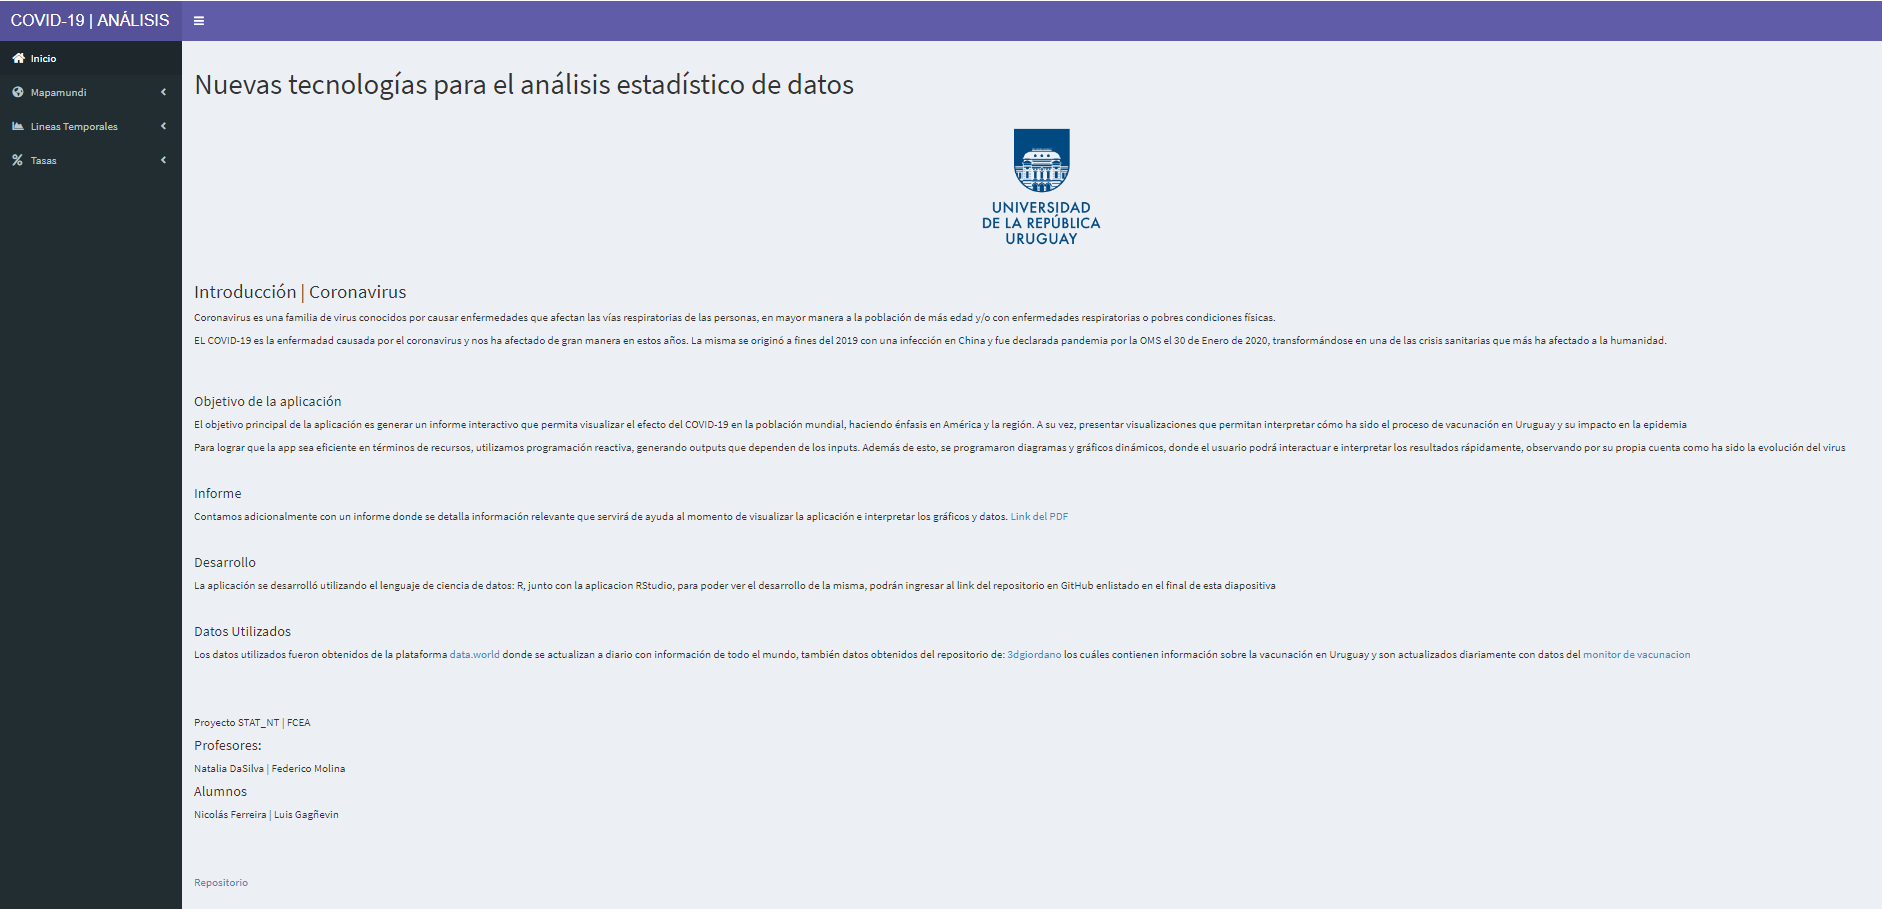 COVID-19 | ANÁLISIS
Inicio
Mapamundi
Lineas Temporales
Tasas
Nuevas tecnologías para el análisis estadístico de datos
UNIVERSIDAD
DE LA REPÚBLICA
URUGUAY
Introducción | Coronavirus
Coronavirus es una familia de virus conocidos por causar enfermedades que afectan las vías respiratorias de las personas, en mayor manera a la población de más edad y/o con enfermedades respiratorias o pobres condiciones físicas.
EL COVID-19 es la enfermadad causada por el coronavirus y nos ha afectado de gran manera en estos años. La misma se originó a fines del 2019 con una infección en China y fue declarada pandemia por la OMS el 30 de Enero de 2020, transformándose en una de las crisis sanitarias que más ha afectado a la humanidad.
Objetivo de la aplicación
El objetivo principal de la aplicación es generar un informe interactivo que permita visualizar el efecto del COVID-19 en la población mundial, haciendo énfasis en América y la región. A su vez, presentar visualizaciones que permitan interpretar cómo ha sido el proceso de vacunación en Uruguay y su impacto en la epidemia
Para lograr que la app sea eficiente en términos de recursos, utilizamos programación reactiva, generando outputs que dependen de los inputs. Además de esto, se programaron diagramas y gráficos dinámicos, donde el usuario podrá interactuar e interpretar los resultados rápidamente, observando por su propia cuenta como ha sido la evolución del virus
Informe
Contamos adicionalmente con un informe donde se detalla información relevante que servirá de ayuda al momento de visualizar la aplicación e interpretar los gráficos y datos. Link del PDF
Desarrollo
La aplicación se desarrolló utilizando el lenguaje de ciencia de datos: R, junto con la aplicacion RStudio, para poder ver el desarrollo de la misma, podrán ingresar al link del repositorio en GitHub enlistado en el final de esta diapositiva
Datos Utilizados
Los datos utilizados fueron obtenidos de la plataforma data.world donde se actualizan a diario con información de todo el mundo, también datos obtenidos del repositorio de: 3dgiordano los cuáles contienen información sobre la vacunación en Uruguay y son actualizados diariamente con datos del monitor de vacunacion
Proyecto STAT_NT | FCEA
Profesores:
Natalia DaSilva | Federico Molina
Alumnos
Nicolás Ferreira | Luis Gagñevin
Repositorio